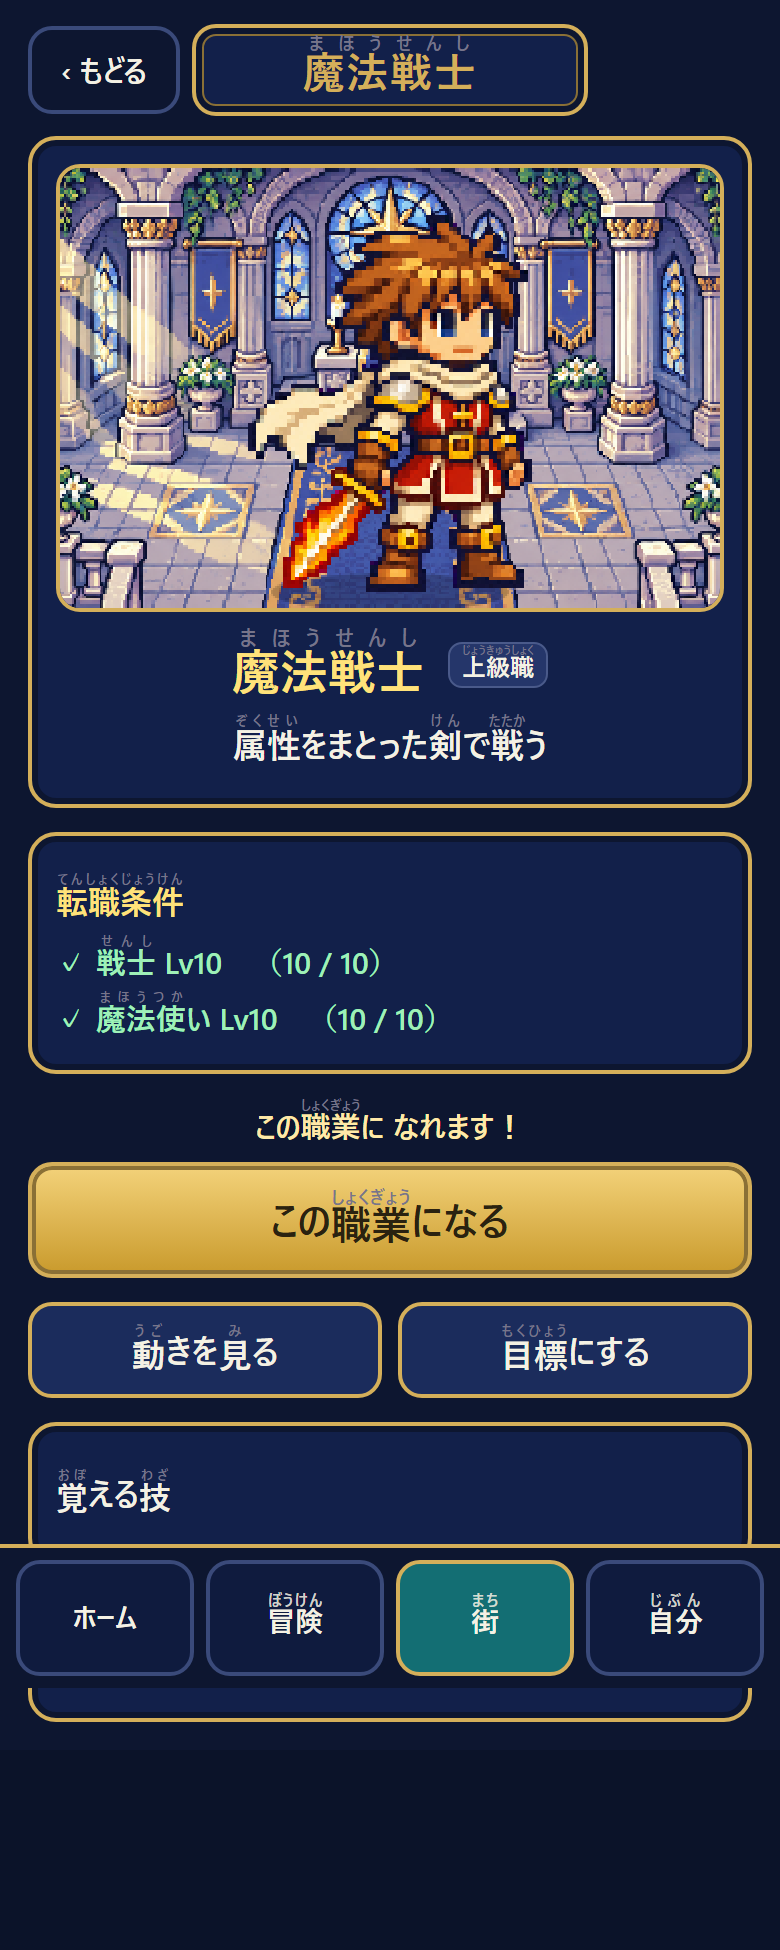 ‹ もどる
まほうせんし
魔法戦士
まほうせんし
魔法戦士
じょうきゅうしょく
上級職
ぞくせい けん たたか
属性をまとった剣で戦う
てんしょくじょうけん
転職条件
せんし
✓ 戦士 Lv10 （10 / 10）
まほうつか
✓ 魔法使い Lv10 （10 / 10）
しょくぎょう
この職業に なれます！
しょくぎょう
この職業になる
うご み
動きを見る
もくひょう
目標にする
おぼ わざ
覚える技
ホーム
ぼうけん
冒険
まち
街
じぶん
自分